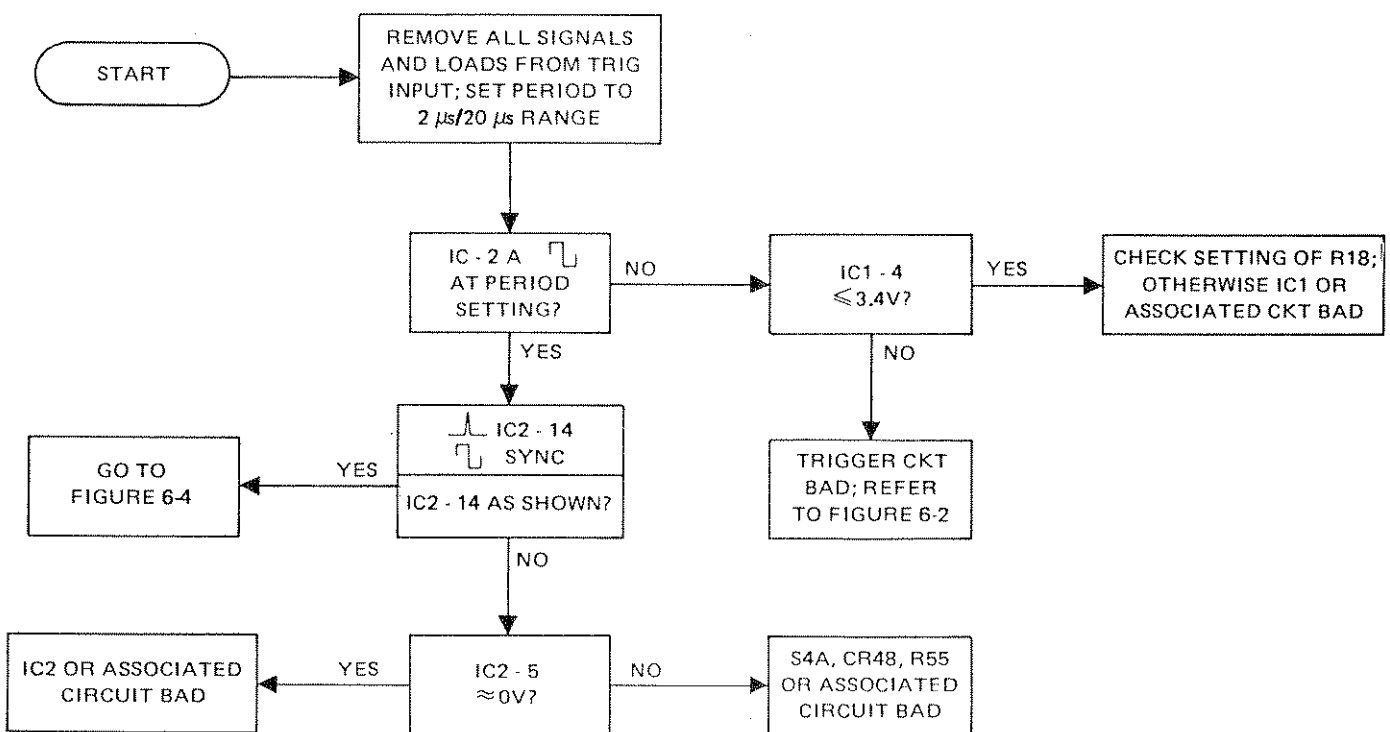 START
REMOVE ALL SIGNALS
AND LOADS FROM TRIG
INPUT; SET PERIOD TO
2 μs/20 μs RANGE
IC - 2 A
AT PERIOD
SETTING?
NO
IC1 - 4
≤3.4V?
YES
CHECK SETTING OF R18;
OTHERWISE IC1 OR
ASSOCIATED CKT BAD
YES
NO
IC2 - 14
SYNC
IC2 - 14 AS SHOWN?
YES
GO TO
FIGURE 6-4
TRIGGER CKT
BAD; REFER
TO FIGURE 6-2
NO
IC2 - 5
≈0V?
YES
IC2 OR ASSOCIATED
CIRCUIT BAD
NO
S4A, CR48, R55
OR ASSOCIATED
CIRCUIT BAD